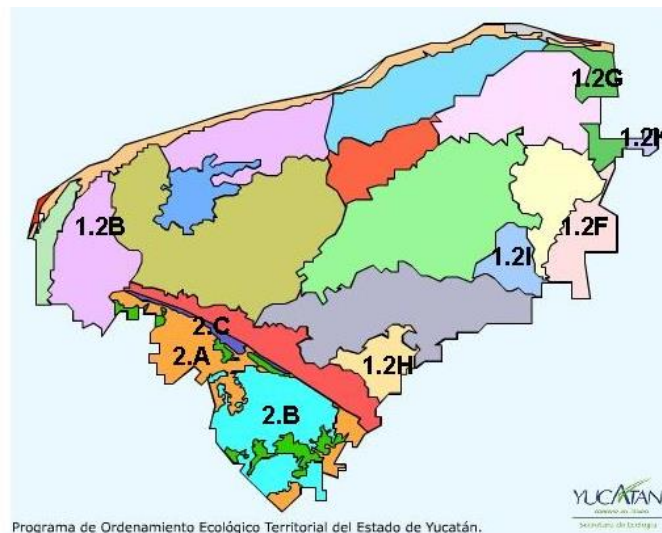 1.2G
1.2K
1.2B
1.2F
1.2I
2.C
2.A
1.2H
2.B
YUCATAN
Secretaría de Ecología
Programa de Ordenamiento Ecológico Territorial del Estado de Yucatán.